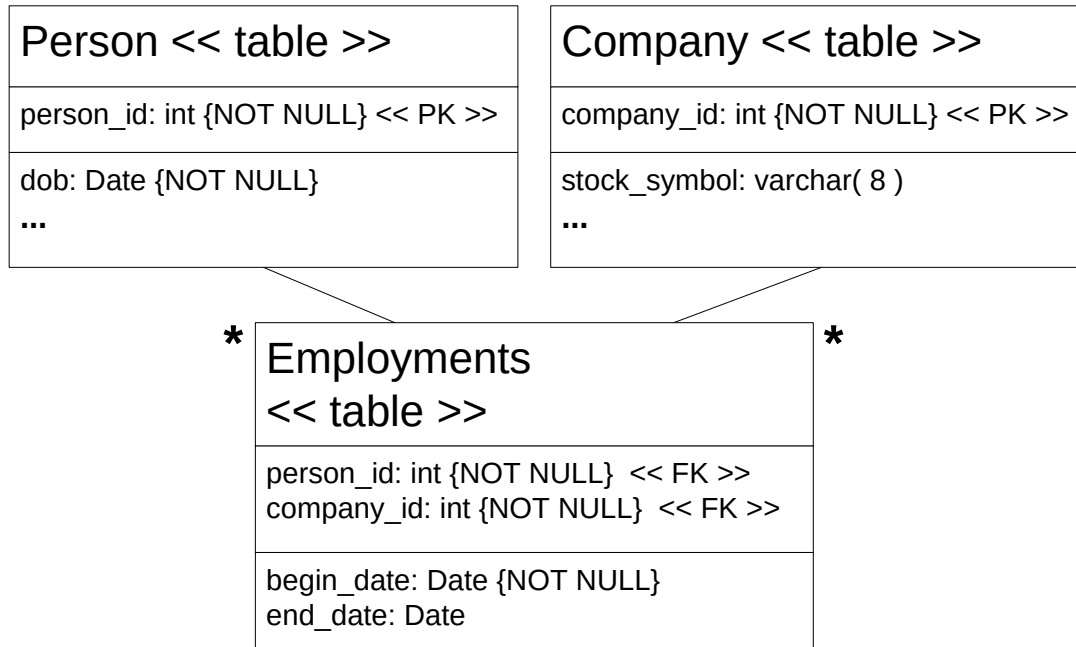 Person << table >>
person_id: int {NOT NULL} << PK >>
dob: Date {NOT NULL}
...
Company << table >>
company_id: int {NOT NULL} << PK >>
stock_symbol: varchar( 8 )
...
*
*
Employments
<< table >>
person_id: int {NOT NULL}  << FK >>
company_id: int {NOT NULL}  << FK >>
begin_date: Date {NOT NULL}
end_date: Date